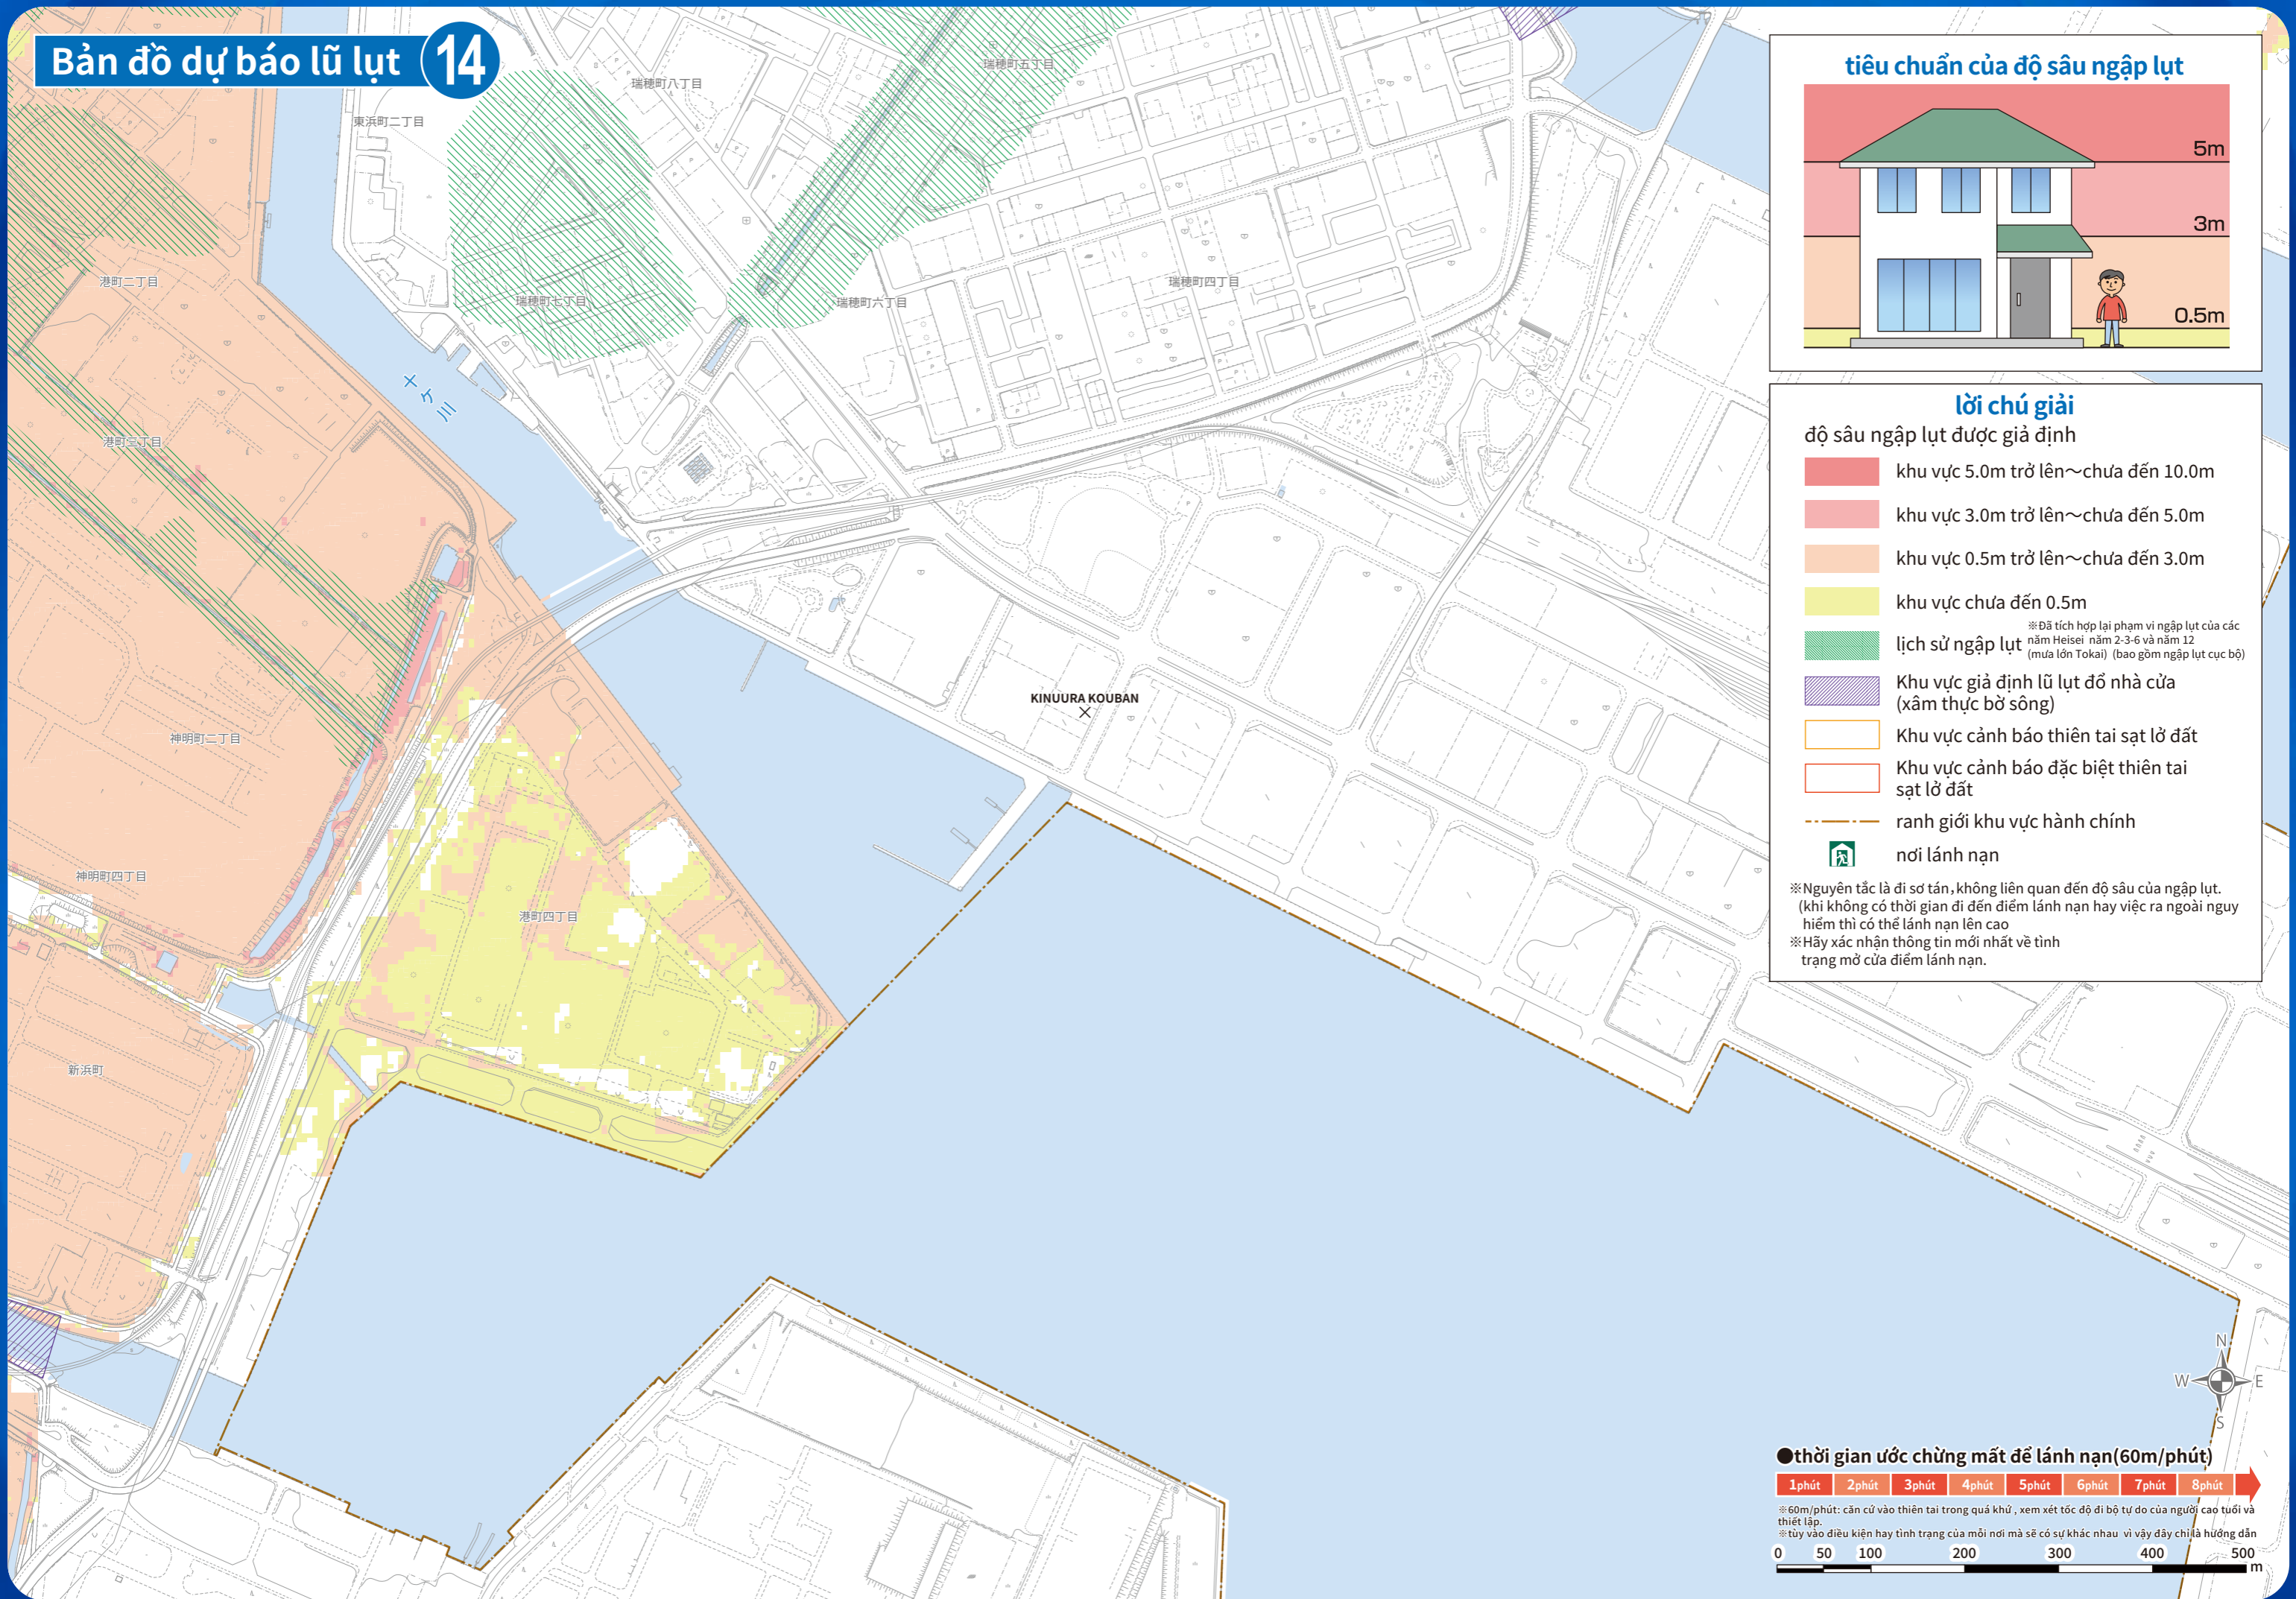 Bản đồ dự báo lũ lụt 14
瑞穂町五丁目
瑞穂町八丁目
東浜町二丁目
港町二丁目
瑞穂町七丁目
瑞穂町六丁目
瑞穂町四丁目
十ケ川
港町三丁目
KINUURA KOUBAN
神明町二丁目
神明町四丁目
港町四丁目
新浜町
tiêu chuẩn của độ sâu ngập lụt
5m
3m
0.5m
lời chú giải
độ sâu ngập lụt được giả định
khu vực 5.0m trở lên～chưa đến 10.0m
khu vực 3.0m trở lên～chưa đến 5.0m
khu vực 0.5m trở lên～chưa đến 3.0m
khu vực chưa đến 0.5m
lịch sử ngập lụt
※Đã tích hợp lại phạm vi ngập lụt của các
năm Heisei năm 2-3-6 và năm 12
(mưa lớn Tokai) (bao gồm ngập lụt cục bộ)
Khu vực giả định lũ lụt đổ nhà cửa
(xâm thực bờ sông)
Khu vực cảnh báo thiên tai sạt lở đất
Khu vực cảnh báo đặc biệt thiên tai
sạt lở đất
ranh giới khu vực hành chính
nơi lánh nạn
※Nguyên tắc là đi sơ tán,không liên quan đến độ sâu của ngập lụt.
(khi không có thời gian đi đến điểm lánh nạn hay việc ra ngoài nguy
hiểm thì có thể lánh nạn lên cao
※Hãy xác nhận thông tin mới nhất về tình
trạng mở cửa điểm lánh nạn.
N
W E
S
●thời gian ước chừng mất để lánh nạn(60m/phút)
1phút 2phút 3phút 4phút 5phút 6phút 7phút 8phút
※60m/phút: căn cứ vào thiên tai trong quá khứ , xem xét tốc độ đi bộ tự do của người cao tuổi và
thiết lập.
※tùy vào điều kiện hay tình trạng của mỗi nơi mà sẽ có sự khác nhau vì vậy đây chỉ là hướng dẫn
0 50 100 200 300 400 500
m